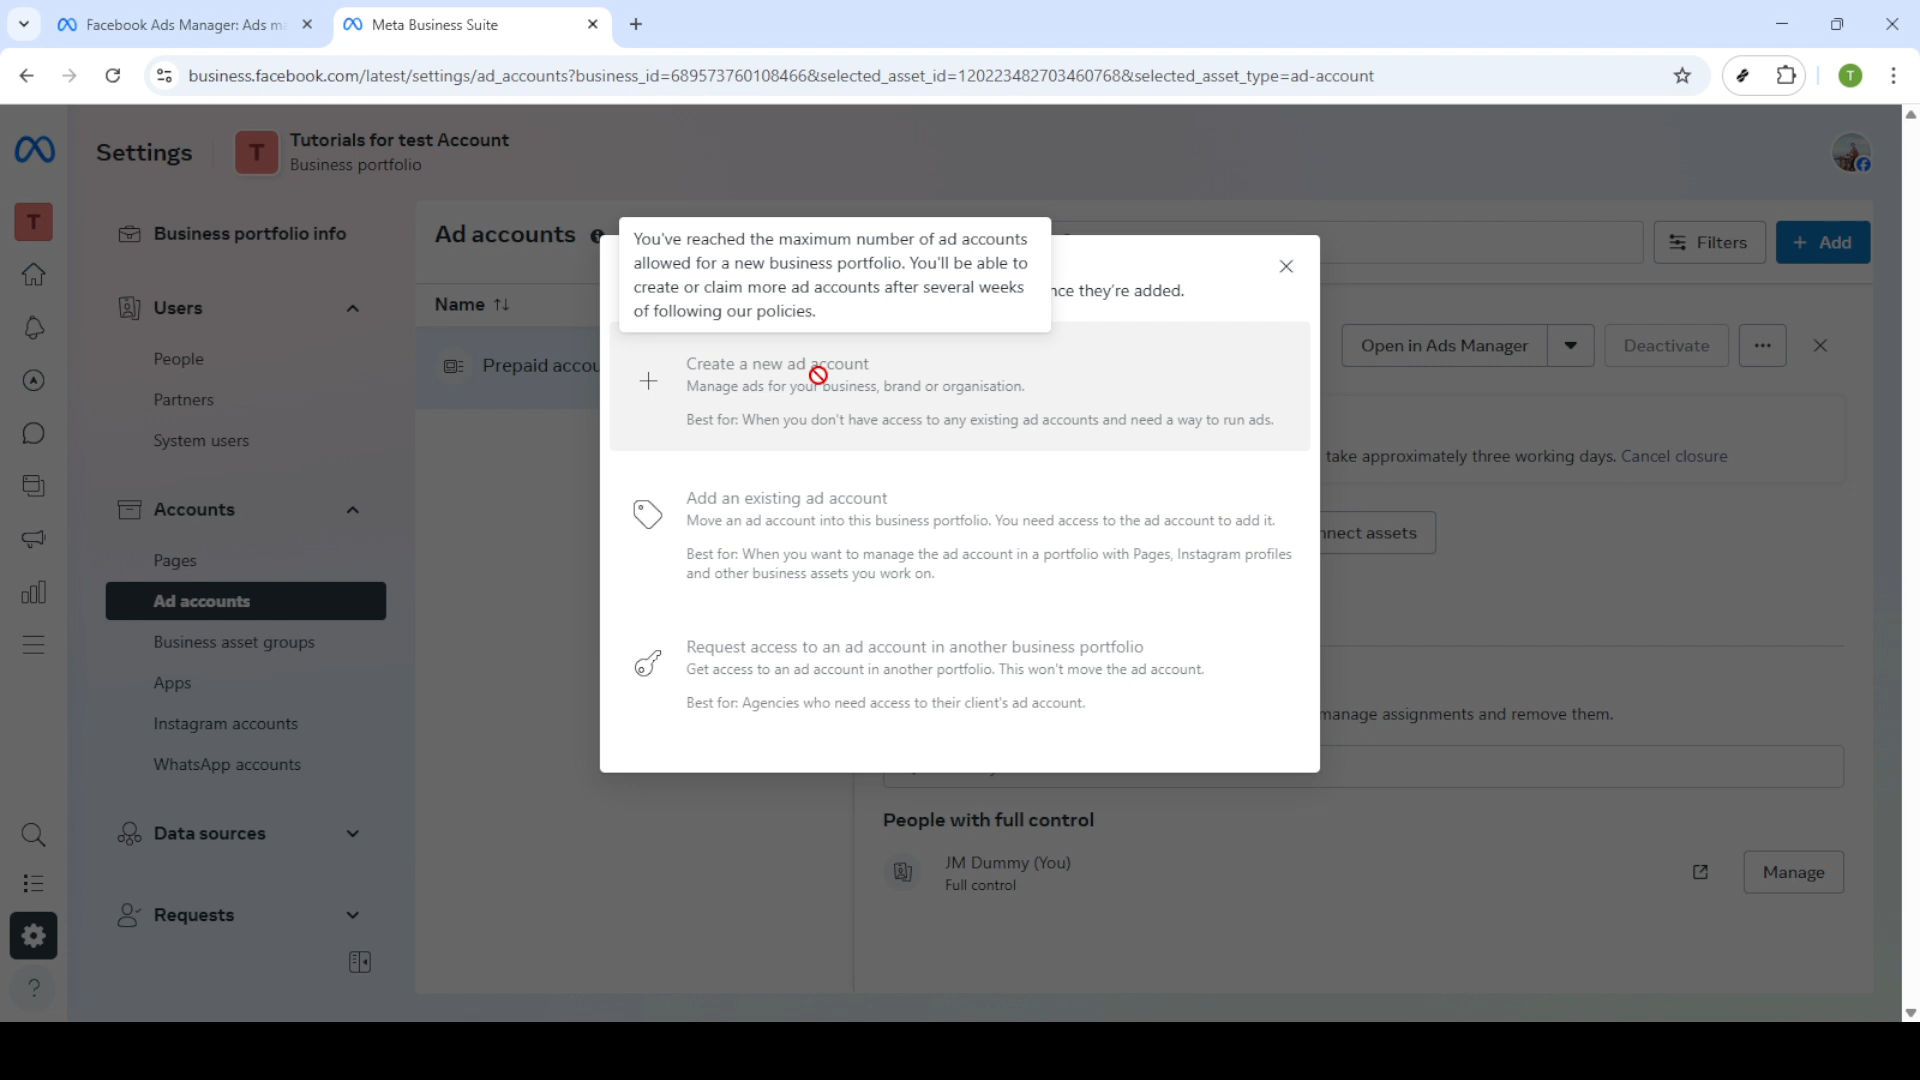 Facebook Ads Manager: Ads ma
Meta Business Suite
business.facebook.com/latest/settings/ad_accounts?business_id=689573760108466&selected_asset_id=120223482703460768&selected_asset_type=ad-account
T
Settings
T
Tutorials for test Account
Business portfolio
T
Business portfolio info
Users
People
Partners
System users
Accounts
Pages
Ad accounts
Business asset groups
Apps
Instagram accounts
WhatsApp accounts
Data sources
Requests
Ad accounts
Name
Prepaid accou
Filters
+ Add
You've reached the maximum number of ad accounts
allowed for a new business portfolio. You'll be able to
create or claim more ad accounts after several weeks
of following our policies.
they're added.
Create a new ad account
Manage ads for your business, brand or organisation.
Best for: When you don't have access to any existing ad accounts and need a way to run ads.
Add an existing ad account
Move an ad account into this business portfolio. You need access to the ad account to add it.
Best for: When you want to manage the ad account in a portfolio with Pages, Instagram profiles
and other business assets you work on.
Request access to an ad account in another business portfolio
Get access to an ad account in another portfolio. This won't move the ad account.
Best for: Agencies who need access to their client's ad account.
Open in Ads Manager
Deactivate
take approximately three working days. Cancel closure
nnect assets
manage assignments and remove them.
People with full control
JM Dummy (You)
Full control
Manage